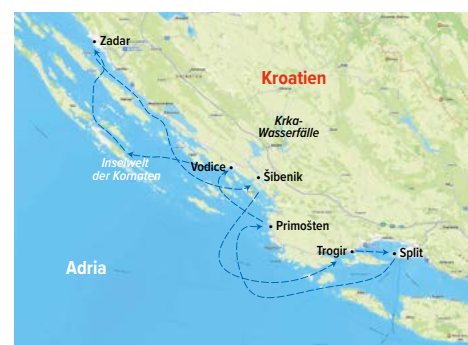 Zadar
Kroatien
Krka-
Wasserfälle
Inselwelt
der Kornaten
Vodice
Šibenik
Primošten
Trogir
Split
Adria